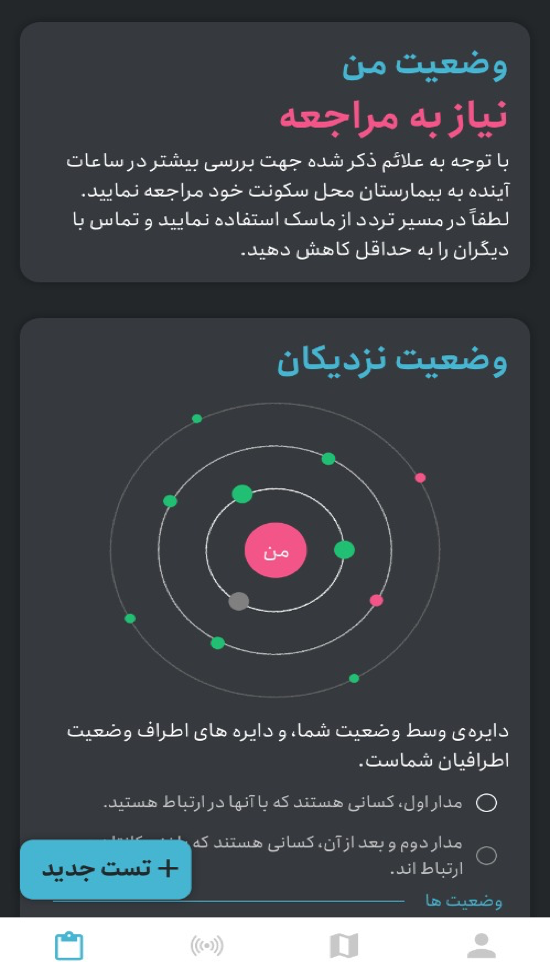 وضعیت من
نیاز به مراجعه
با توجه به علائم ذکر شده جهت بررسی بیشتر در ساعات
آینده به بیمارستان محل سکونت خود مراجعه نمایید.
لطفاً در مسیر تردد از ماسک استفاده نمایید و تماس با
دیگران را به حداقل کاهش دهید.
وضعیت نزدیکان
من
دایره‌ی وسط وضعیت شما، و دایره های اطراف وضعیت
اطرافیان شماست.
مدار اول، کسانی هستند که با آنها در ارتباط هستید.
مدار دوم و بعد از آن، کسانی هستند که
ارتباط اند.
+ تست جدید
وضعیت ها